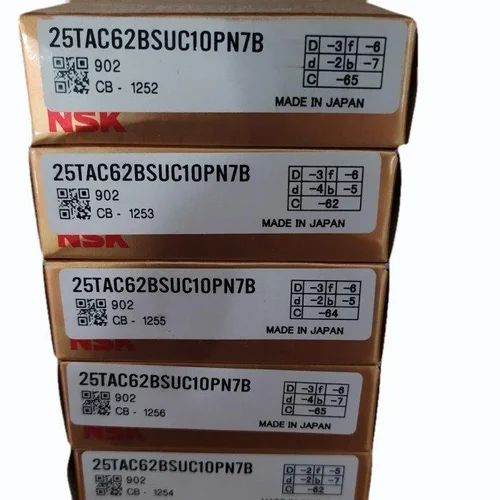 25TAC62BSUC10PN7B
902
CB - 1252
D -3 f -6
d -2 b -7
C -65
MADE IN JAPAN
NSK
25TAC62BSUC10PN7B
902
CB - 1253
D -3 f -6
d -4 b -5
C -62
MADE IN JAPAN
NSK
25TAC62BSUC10PN7B
902
CB - 1255
D -3 f -6
d -2 b -5
C -64
MADE IN JAPAN
NSK
25TAC62BSUC10PN7B
902
CB - 1256
D -3 f -6
d -4 b -7
C -65
MADE IN JAPAN
NSK
25TAC62BSUC10PN7B
902
CB - 1254
D -2 f -5
d -2 b -7
C -62